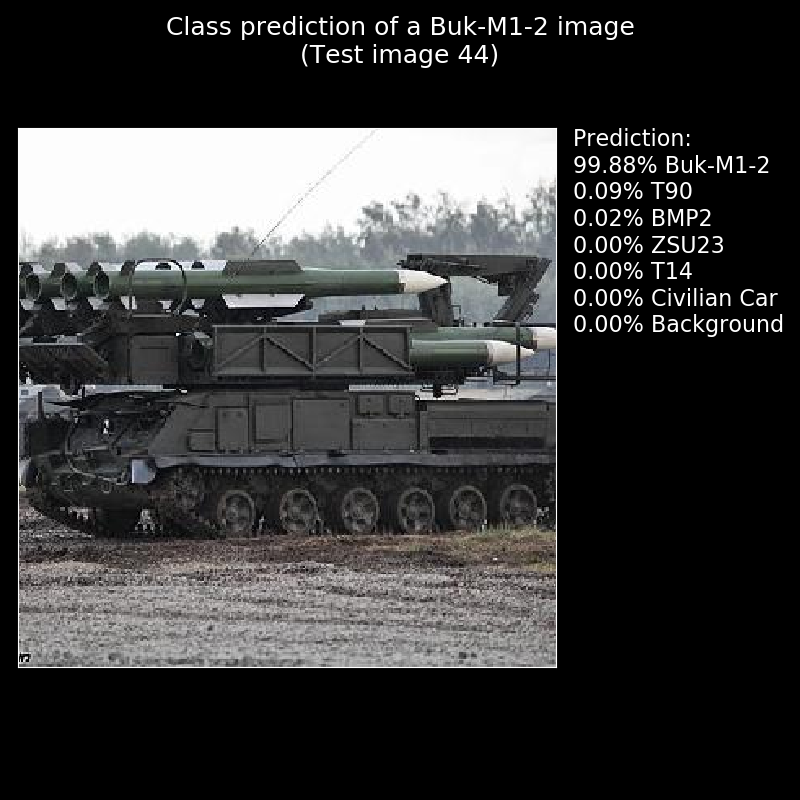 Class prediction of a Buk-M1-2 image
(Test image 44)
Prediction:
99.88% Buk-M1-2
0.09% T90
0.02% BMP2
0.00% ZSU23
0.00% T14
0.00% Civilian Car
0.00% Background